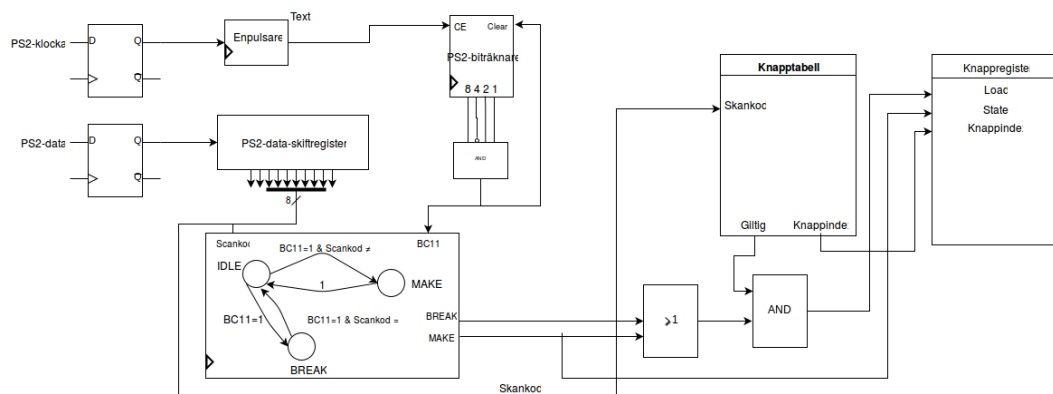 Text
PS2-klocka
D
Q
Q
Enpulsare
CE
Clear
PS2-biträknare
8 4 2 1
AND
PS2-data
D
Q
Q
PS2-data-skiftregister
8
Knapptabell
Skankod
Giltig
Knappindex
Knappregister
Load
State
Knappindex
Scankod
BC11
BC11=1 & Scankod ≠
IDLE
1
MAKE
BC11=1
BC11=1 & Scankod =
BREAK
BREAK
MAKE
≥1
AND
Skankod